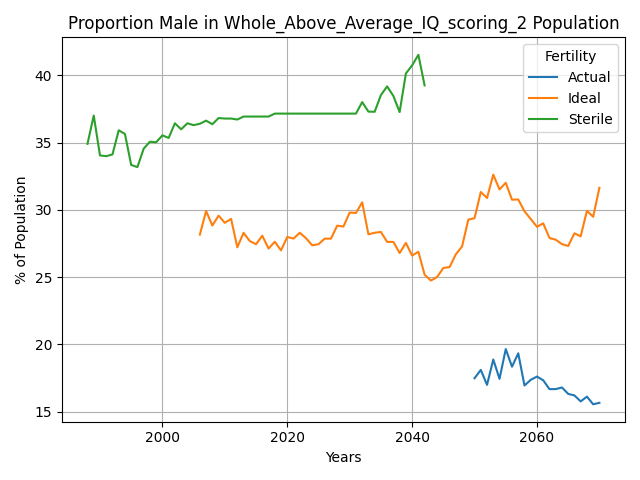 Proportion Male in Whole_Above_Average_IQ_scoring_2 Population
Fertility
Actual
Ideal
Sterile
% of Population
40
35
30
25
20
15
2000
2020
2040
2060
Years